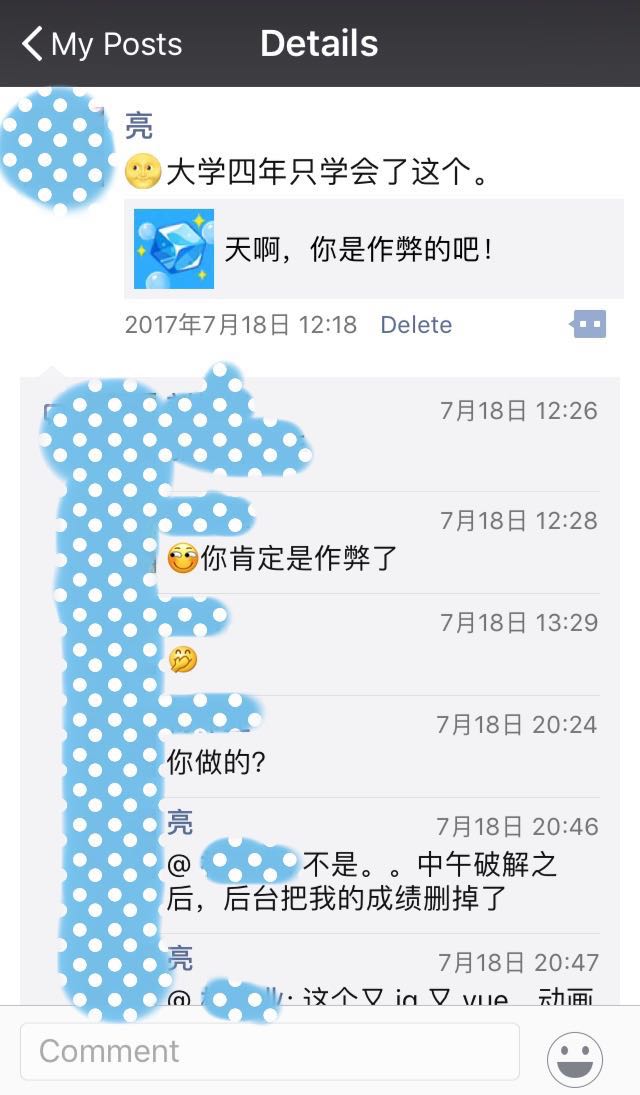 My Posts
Details
亮
大学四年只学会了这个。
天啊，你是作弊的吧！
2017年7月18日 12:18 Delete
7月18日 12:26
7月18日 12:28
你肯定是作弊了
7月18日 13:29
7月18日 20:24
你做的?
亮
7月18日 20:46
@ 不是。。中午破解之
后，后台把我的成绩删掉了
亮
7月18日 20:47
@ : 这个又 jq 又 vue，动画
Comment